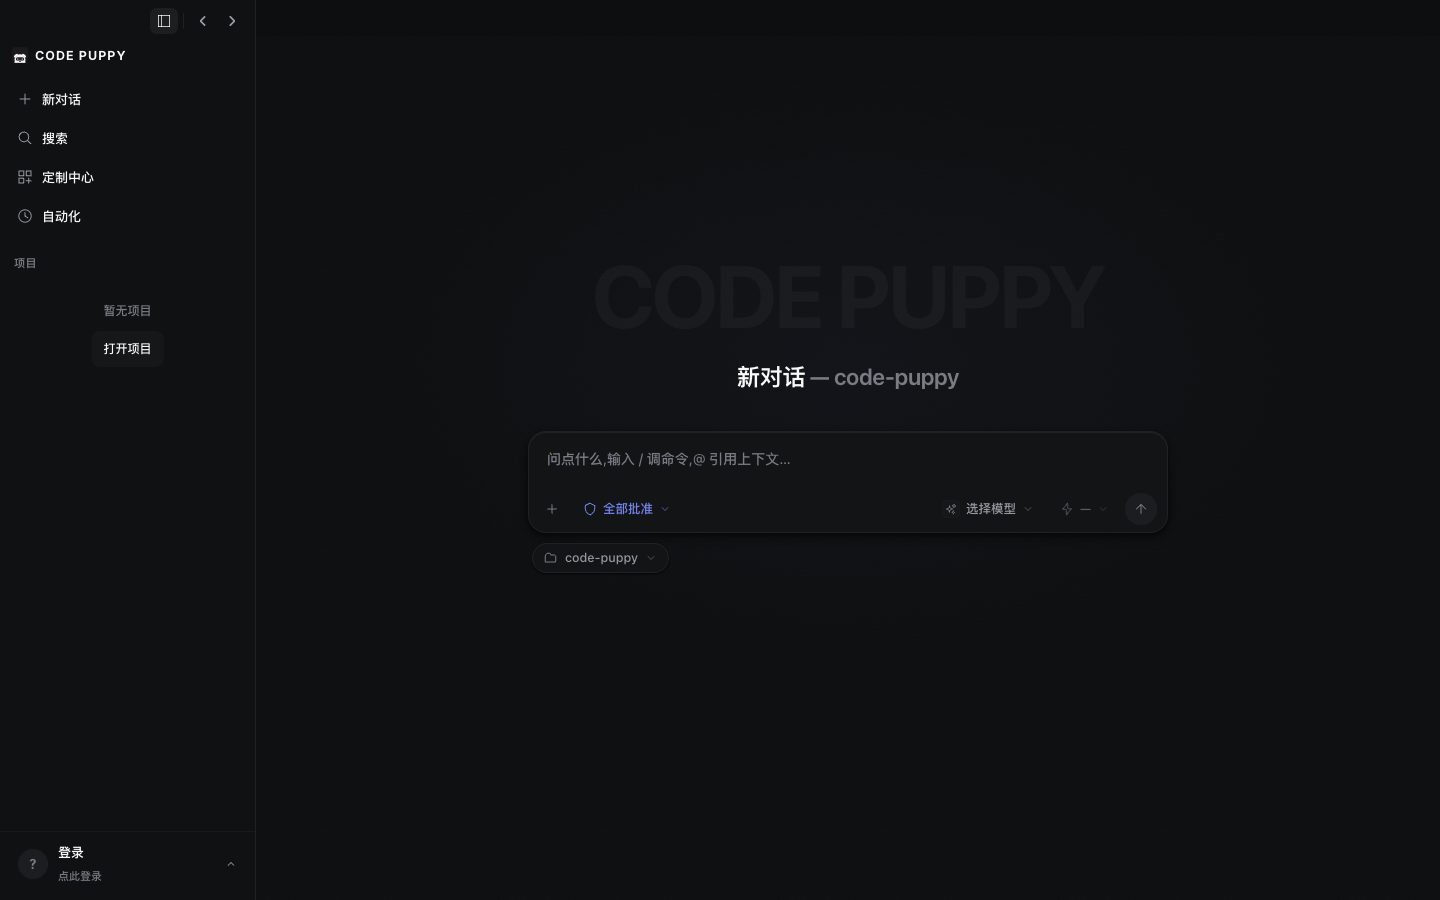 CODE PUPPY
新对话
搜索
定制中心
自动化
项目
暂无项目
打开项目
CODE PUPPY
新对话 — code-puppy
问点什么,输入 / 调命令,@ 引用上下文...
全部批准
选择模型
—
code-puppy
?
登录
点此登录